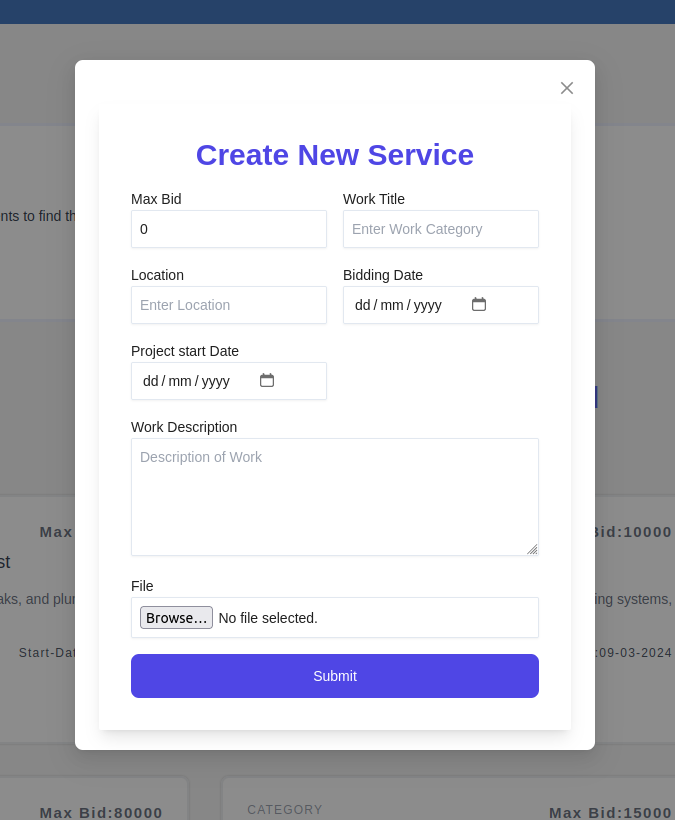 Create New Service
Max Bid
Work Title
0
Enter Work Category
nts to find th
Location
Bidding Date
Enter Location
dd / mm / yyyy
Project start Date
dd / mm / yyyy
Work Description
Description of Work
Max
Bid:10000
st
File
aks, and plu
ing systems,
Browse... No file selected.
Start-Dat
:09-03-2024
Submit
Max Bid:80000
CATEGORY
Max Bid:15000